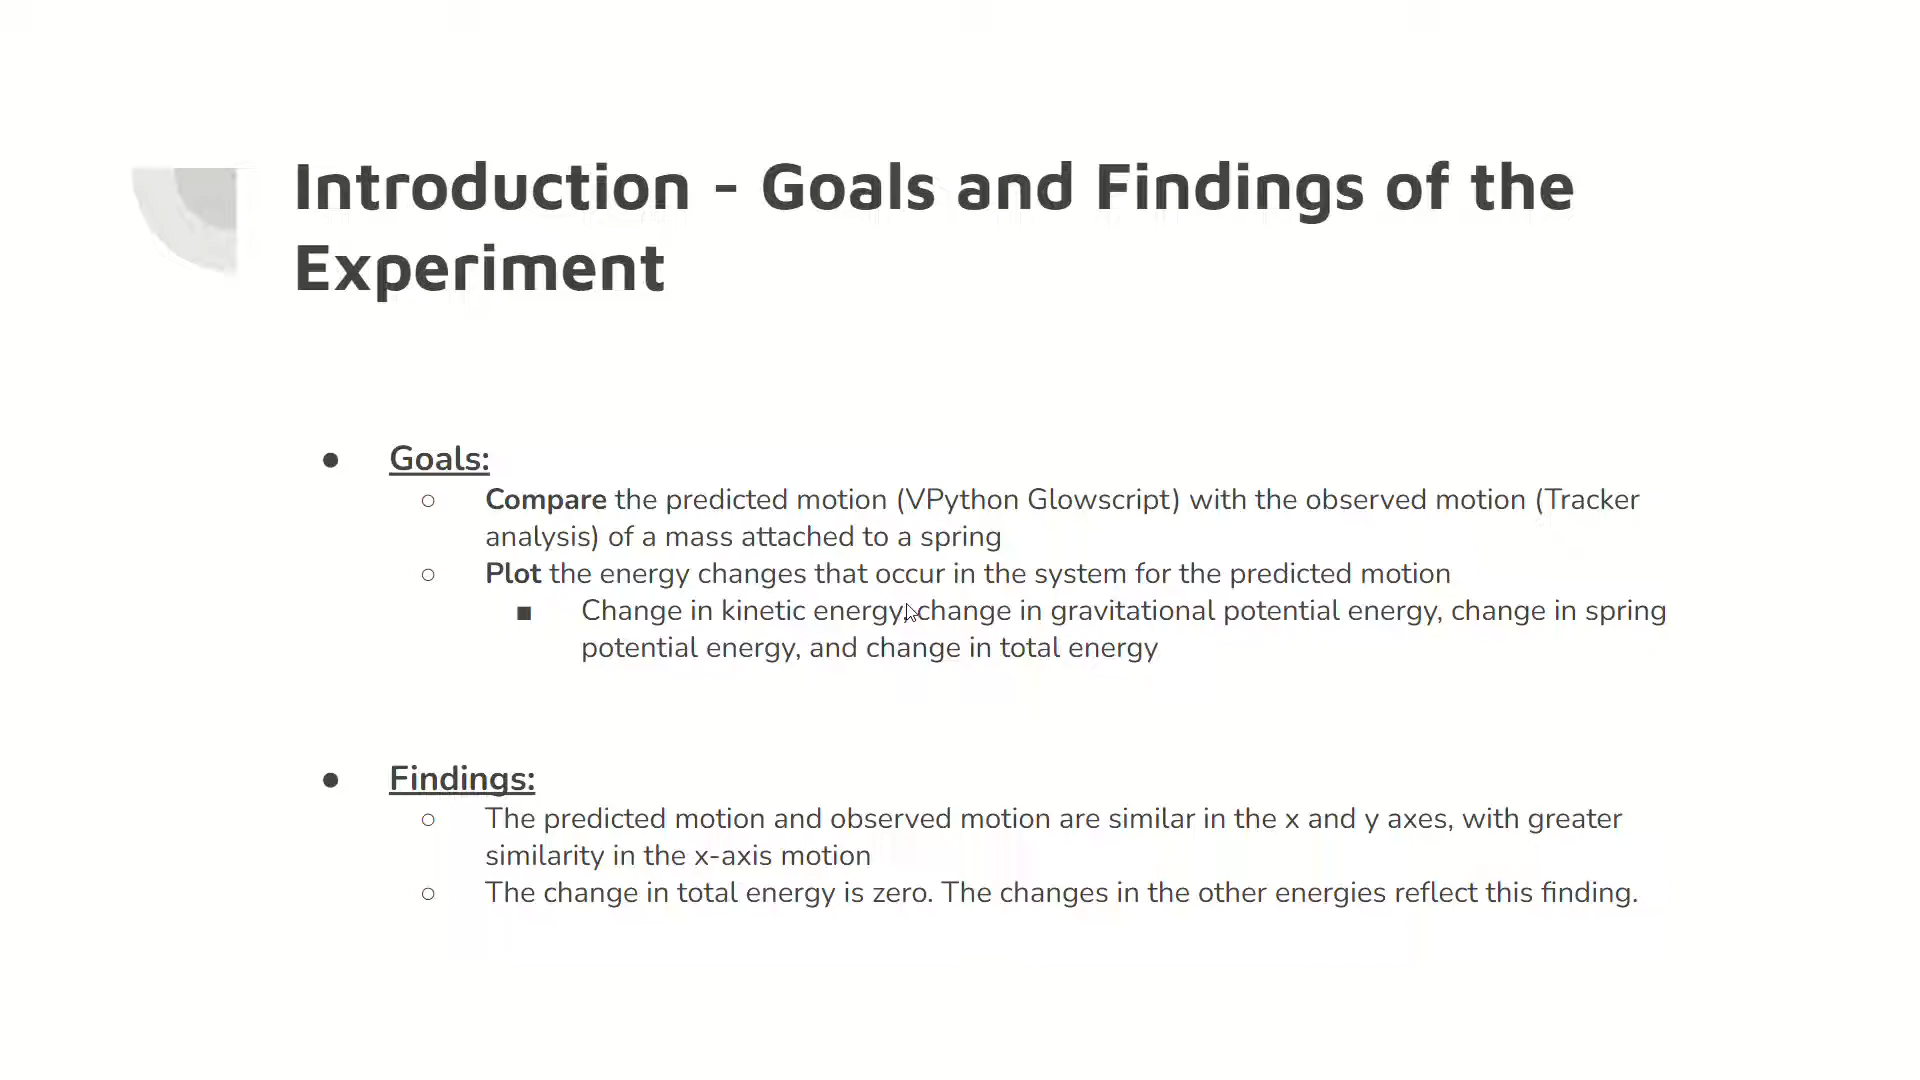 Introduction - Goals and Findings of the
Experiment
● Goals:
○ Compare the predicted motion (VPython Glowscript) with the observed motion (Tracker
analysis) of a mass attached to a spring
○ Plot the energy changes that occur in the system for the predicted motion
■ Change in kinetic energy, change in gravitational potential energy, change in spring
potential energy, and change in total energy
● Findings:
○ The predicted motion and observed motion are similar in the x and y axes, with greater
similarity in the x-axis motion
○ The change in total energy is zero. The changes in the other energies reflect this finding.